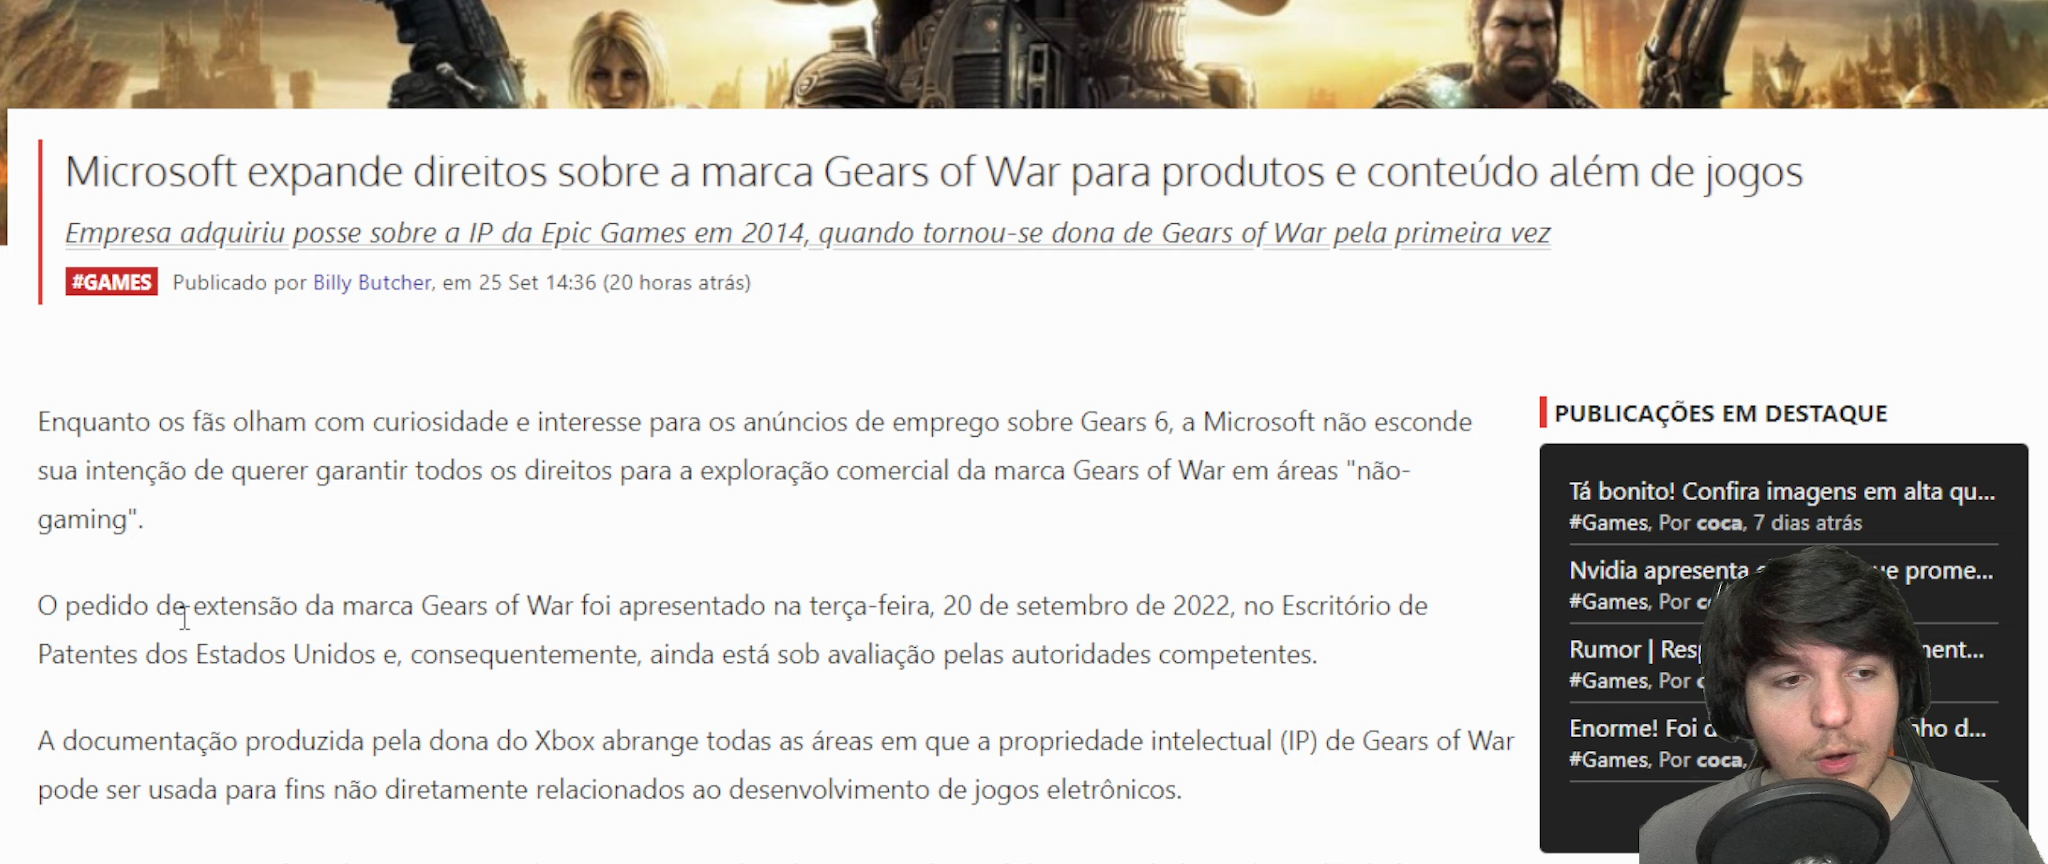 Microsoft expande direitos sobre a marca Gears of War para produtos e conteúdo além de jogos
Empresa adquiriu posse sobre a IP da Epic Games em 2014, quando tornou-se dona de Gears of War pela primeira vez
#GAMES Publicado por Billy Butcher, em 25 Set 14:36 (20 horas atrás)
Enquanto os fãs olham com curiosidade e interesse para os anúncios de emprego sobre Gears 6, a Microsoft não esconde
sua intenção de querer garantir todos os direitos para a exploração comercial da marca Gears of War em áreas "não-
gaming".
O pedido de extensão da marca Gears of War foi apresentado na terça-feira, 20 de setembro de 2022, no Escritório de
Patentes dos Estados Unidos e, consequentemente, ainda está sob avaliação pelas autoridades competentes.
A documentação produzida pela dona do Xbox abrange todas as áreas em que a propriedade intelectual (IP) de Gears of War
pode ser usada para fins não diretamente relacionados ao desenvolvimento de jogos eletrônicos.
PUBLICAÇÕES EM DESTAQUE
Tá bonito! Confira imagens em alta qu...
#Games, Por coca, 7 dias atrás
Nvidia apresenta prome...
#Games, Por
Rumor |
#Games, Por
Enorme! Foi
#Games, Por coca,